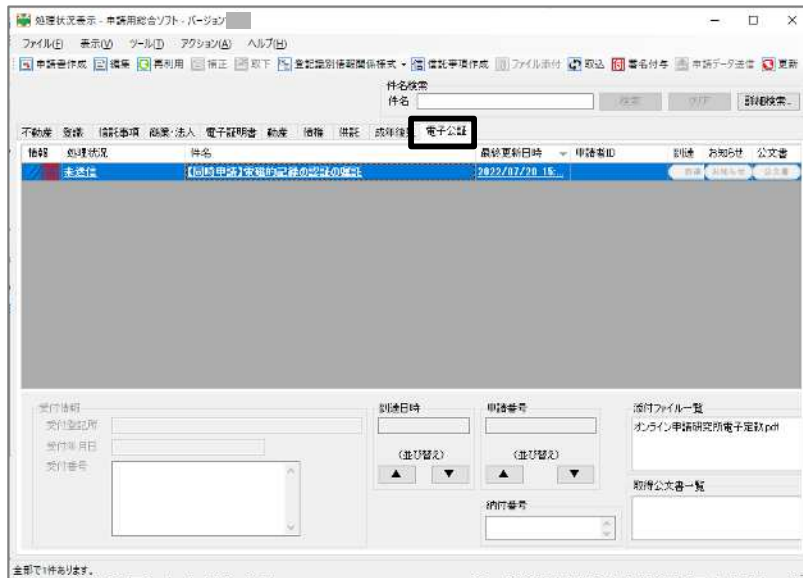 処理状況表示 - 申請用総合ソフト - バージョン
ファイル(F) 表示(V) ツール(T) アクション(A) ヘルプ(H)
申請書作成 編集 再利用 補正 取下 登記識別情報関係様式 信託事項作成 ファイル添付 取込 署名付与 申請データ送信 更新
件名検索
件名 検索 クリア 詳細検索...
不動産 登録 信託事項 商業・法人 電子証明書 動産 債権 供託 成年後見 電子公証
情報 処理状況 件名 最終更新日時 申請者ID 到達 お知らせ 公文書
未送信 【同時申請】電磁的記録の認証の嘱託 2022/07/20 15:... 到達 お知らせ 公文書
受付情報 到達日時 申請番号 添付ファイル一覧
受付登記所 オンライン申請研究所電子定款.pdf
受付年月日
(並び替え) (並び替え)
受付番号 ▲ ▼ ▲ ▼
取得公文書一覧
納付番号
全部で1件あります。